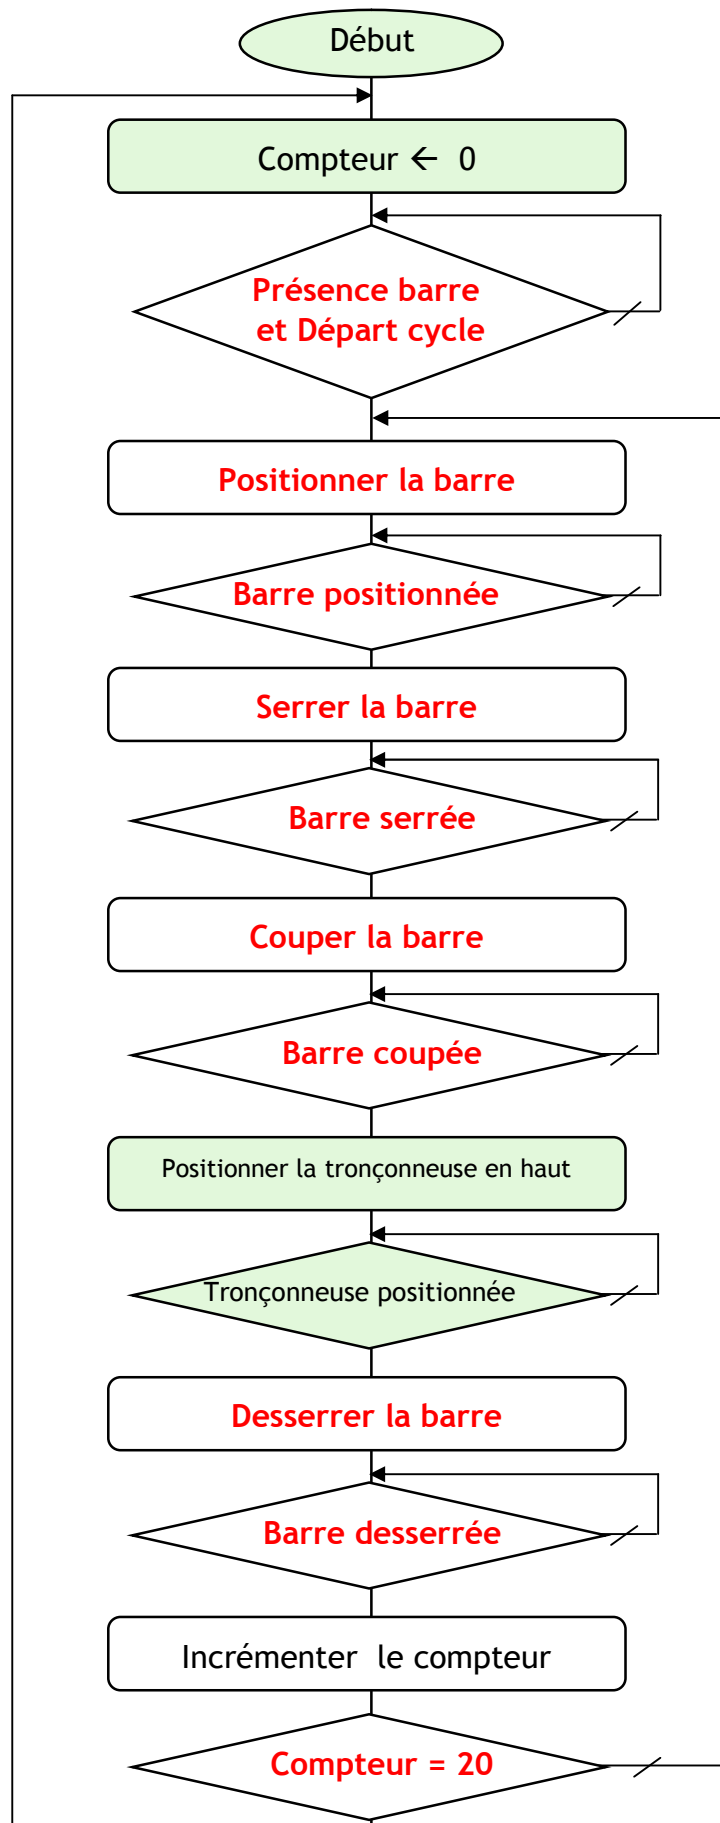 Début
Compteur ← 0
Présence barre
et Départ cycle
Positionner la barre
Barre positionnée
Serrer la barre
Barre serrée
Couper la barre
Barre coupée
Positionner la tronçonneuse en haut
Tronçonneuse positionnée
Desserrer la barre
Barre desserrée
Incrémenter le compteur
Compteur = 20